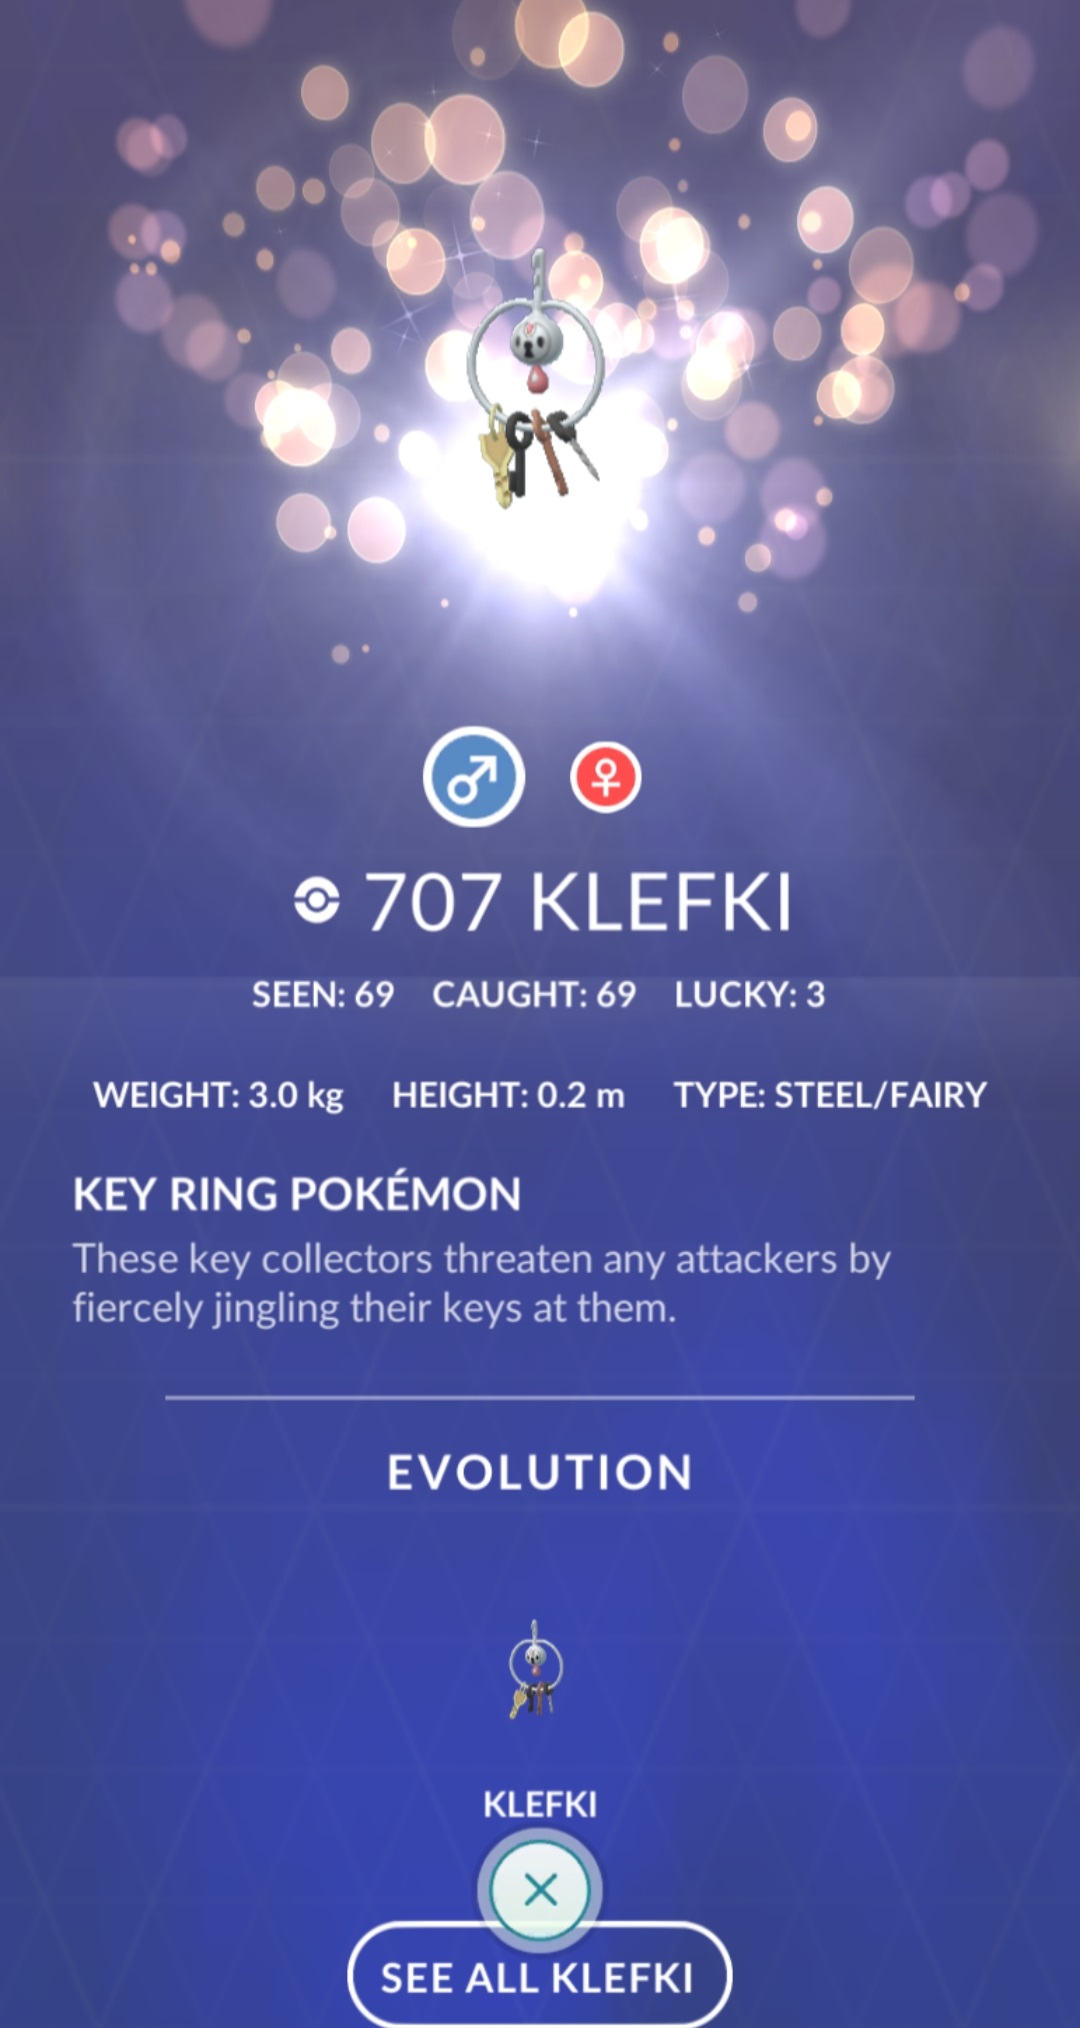 707 KLEFKI
SEEN: 69 CAUGHT: 69 LUCKY: 3
WEIGHT: 3.0 kg HEIGHT: 0.2 m TYPE: STEEL/FAIRY
KEY RING POKÉMON
These key collectors threaten any attackers by
fiercely jingling their keys at them.
EVOLUTION
KLEFKI
SEE ALL KLEFKI